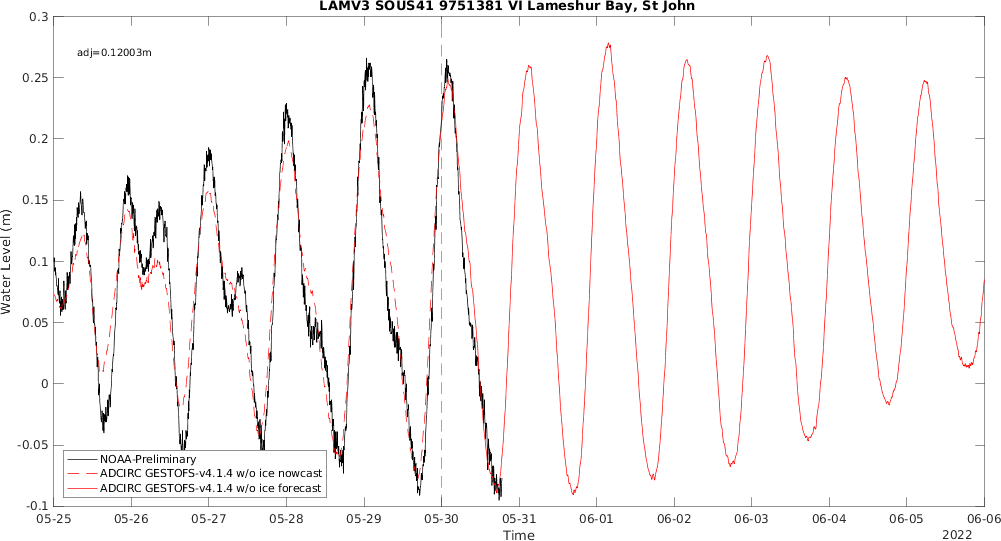 LAMV3 SOUS41 9751381 VI Lameshur Bay, St John
adj=0.12003m
0.3
0.25
0.2
0.15
0.1
0.05
0
-0.05
-0.1
Water Level (m)
NOAA-Preliminary
ADCIRC GESTOFS-v4.1.4 w/o ice nowcast
ADCIRC GESTOFS-v4.1.4 w/o ice forecast
05-25 05-26 05-27 05-28 05-29 05-30 05-31 06-01 06-02 06-03 06-04 06-05 06-06
Time
2022